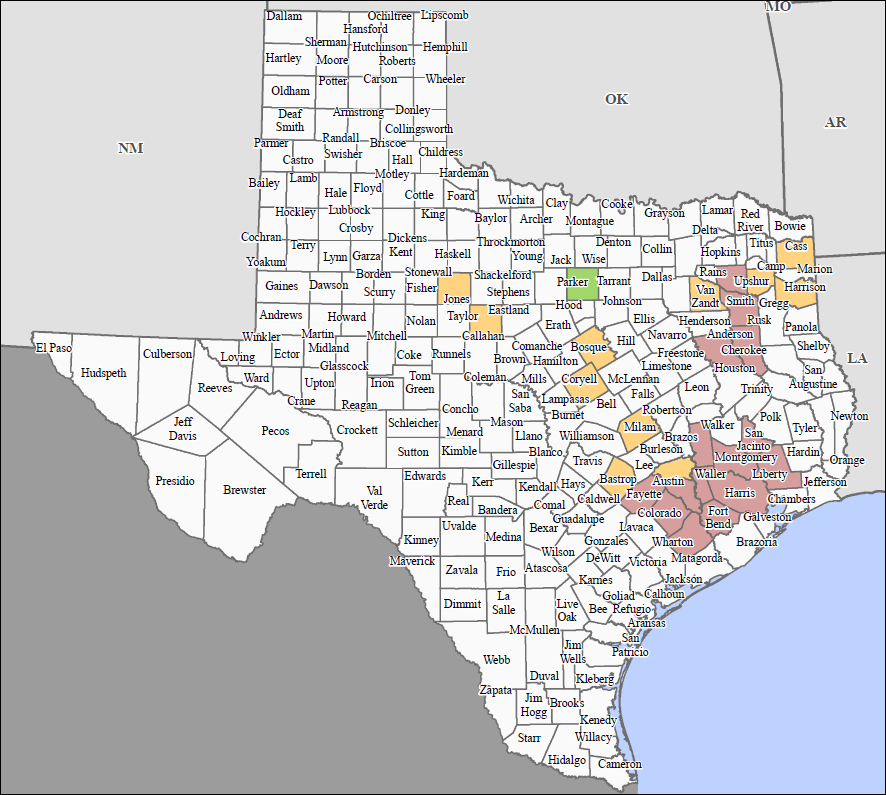 MO
Dallam
Ochiltree
Lipscomb
Hansford
Sherman
Hutchinson
Hemphill
Hartley
Moore
Roberts
Potter
Carson
Wheeler
Oldham
OK
Deaf
Smith
Armstrong
Donley
AR
Collingsworth
Parmer
Randall
Briscoe
NM
Castro
Swisher
Hall
Childress
Motley
Hardeman
Bailey
Lamb
Hale
Floyd
Cottle
Foard
Wichita
Clay
Cooke
Hockley
Lubbock
King
Baylor
Archer
Montague
Grayson
Lamar
Red
River
Bowie
Crosby
Delta
Cochran
Terry
Dickens
Throckmorton
Denton
Collin
Hopkins
Titus
Cass
Yoakum
Lynn
Garza
Kent
Haskell
Young
Jack
Wise
Camp
Marion
Gaines
Dawson
Borden
Stonewall
Shackelford
Parker
Tarrant
Dallas
Rains
Upshur
Harrison
Scurry
Fisher
Jones
Stephens
Van
Zandt
Smith
Gregg
Andrews
Howard
Nolan
Taylor
Eastland
Hood
Johnson
Ellis
Henderson
Rusk
Panola
Erath
El Paso
Hudspeth
Culberson
Winkler
Martin
Mitchell
Callahan
Comanche
Bosque
Hill
Navarro
Anderson
Cherokee
Shelby
Loving
Ector
Midland
Coke
Runnels
Brown
Hamilton
Freestone
LA
Reeves
Ward
Glasscock
Limestone
Houston
San
Augustine
Upton
Irion
Tom
Green
Coleman
Mills
Coryell
McLennan
Leon
Trinity
Crane
Reagan
Concho
San
Saba
Lampasas
Bell
Falls
Robertson
Polk
Newton
Jeff
Davis
Pecos
Crockett
Schleicher
Menard
Mason
Llano
Burnet
Williamson
Milam
Brazos
Walker
San
Jacinto
Tyler
Sutton
Kimble
Blanco
Burleson
Montgomery
Hardin
Orange
Presidio
Brewster
Terrell
Gillespie
Travis
Lee
Waller
Liberty
Jefferson
Val
Verde
Edwards
Kerr
Kendall
Hays
Bastrop
Austin
Harris
Chambers
Real
Bandera
Comal
Caldwell
Fayette
Colorado
Fort
Bend
Galveston
Kinney
Uvalde
Medina
Bexar
Guadalupe
Lavaca
Wharton
Brazoria
Gonzales
Maverick
Zavala
Frio
Atascosa
Wilson
DeWitt
Victoria
Matagorda
Karnes
Jackson
Dimmit
La
Salle
Live
Oak
Goliad
Calhoun
Bee
Refugio
McMullen
Aransas
Webb
Jim
Wells
San
Patricio
Duval
Kleberg
Zapata
Jim
Hogg
Brooks
Kenedy
Starr
Willacy
Hidalgo
Cameron